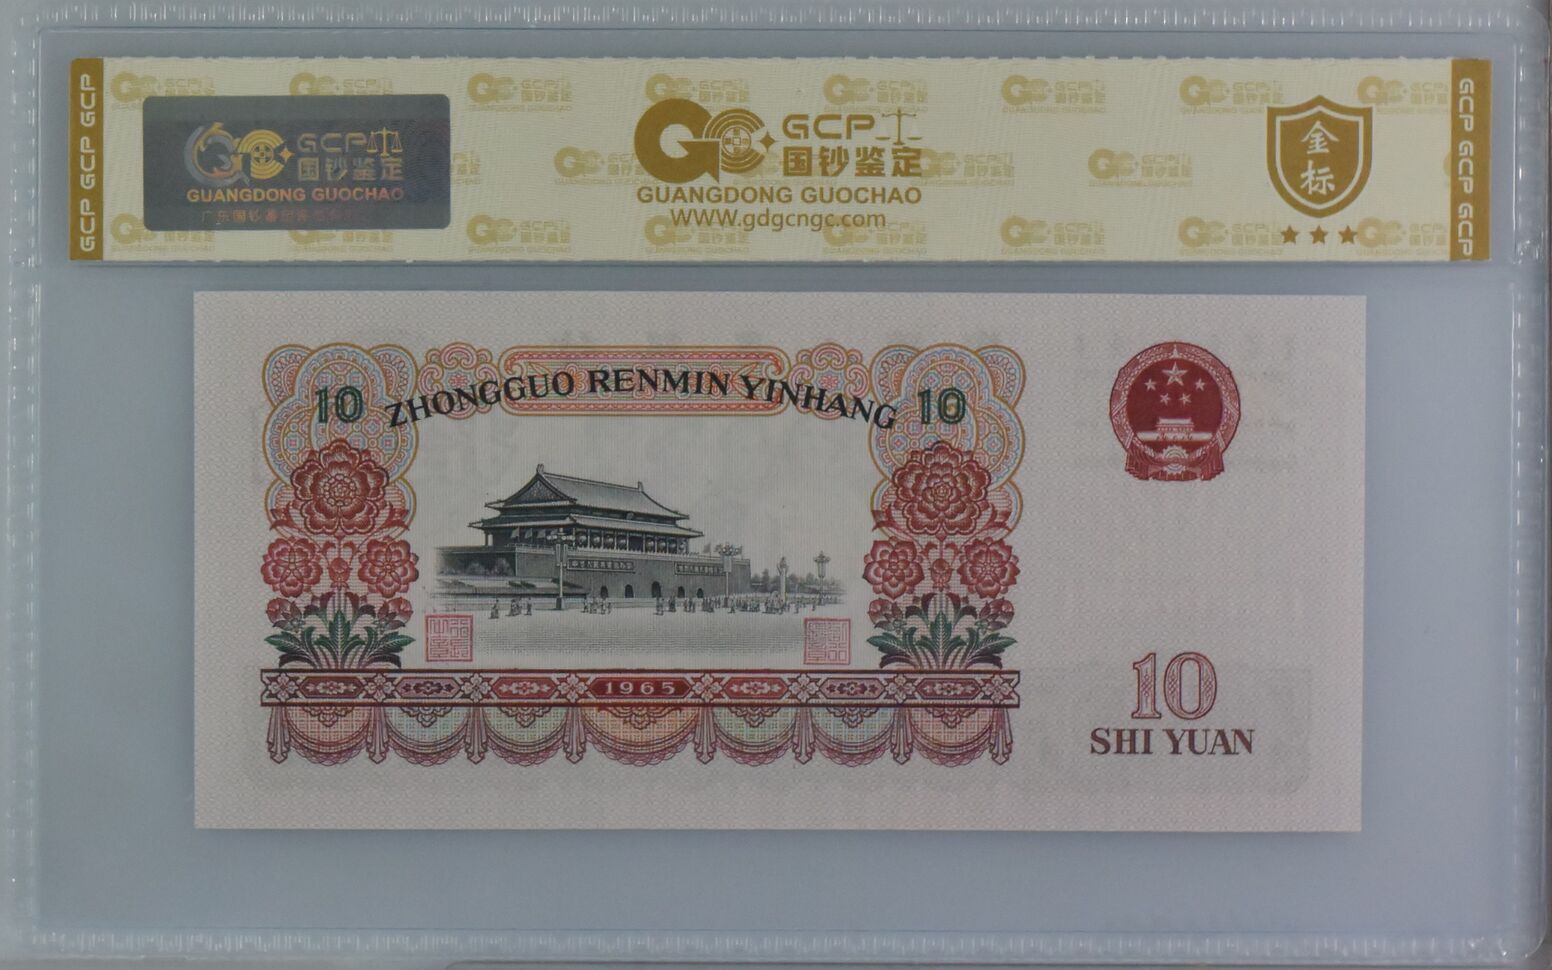 GCP GCP GCP
GCP
国钞鉴定
GUANGDONG GUOCHAO
GCP
国钞鉴定
GUANGDONG GUOCHAO
WWW.gdgcngc.com
金标
GCP GCP GCP
10 ZHONGGUO RENMIN YINHANG 10
1965
10
SHI YUAN